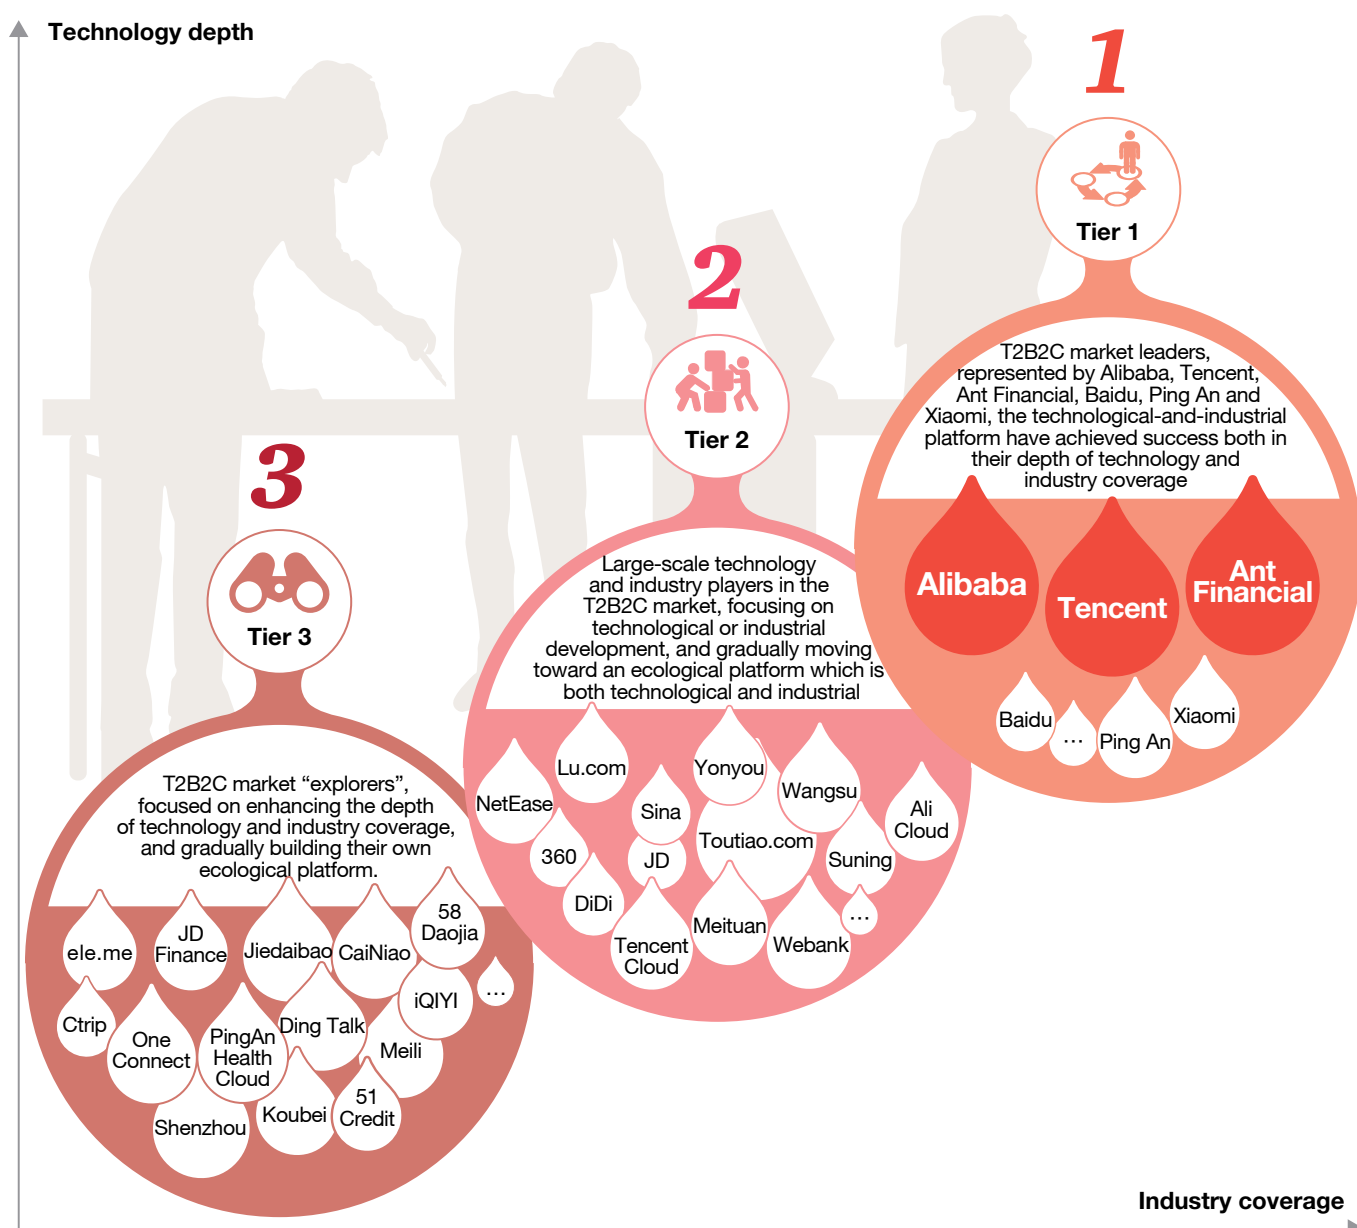 Technology depth
1
Tier 1
T2B2C market leaders,
represented by Alibaba, Tencent,
Ant Financial, Baidu, Ping An and
Xiaomi, the technological-and-industrial
platform have achieved success both in
their depth of technology and
industry coverage
Alibaba
Tencent
Ant
Financial
Baidu
...
Ping An
Xiaomi
2
Tier 2
Large-scale technology
and industry players in the
T2B2C market, focusing on
technological or industrial
development, and gradually moving
toward an ecological platform which is
both technological and industrial
NetEase
Lu.com
Sina
Yonyou
Wangsu
Ali
Cloud
360
JD
Toutiao.com
Suning
DiDi
Tencent
Cloud
Meituan
Webank
...
3
Tier 3
T2B2C market “explorers”,
focused on enhancing the depth
of technology and industry coverage,
and gradually building their own
ecological platform.
ele.me
JD
Finance
Jiedaibao
CaiNiao
58
Daojia
...
Ctrip
One
Connect
PingAn
Health
Cloud
Ding Talk
iQIYI
Meili
Shenzhou
Koubei
51
Credit
Industry coverage